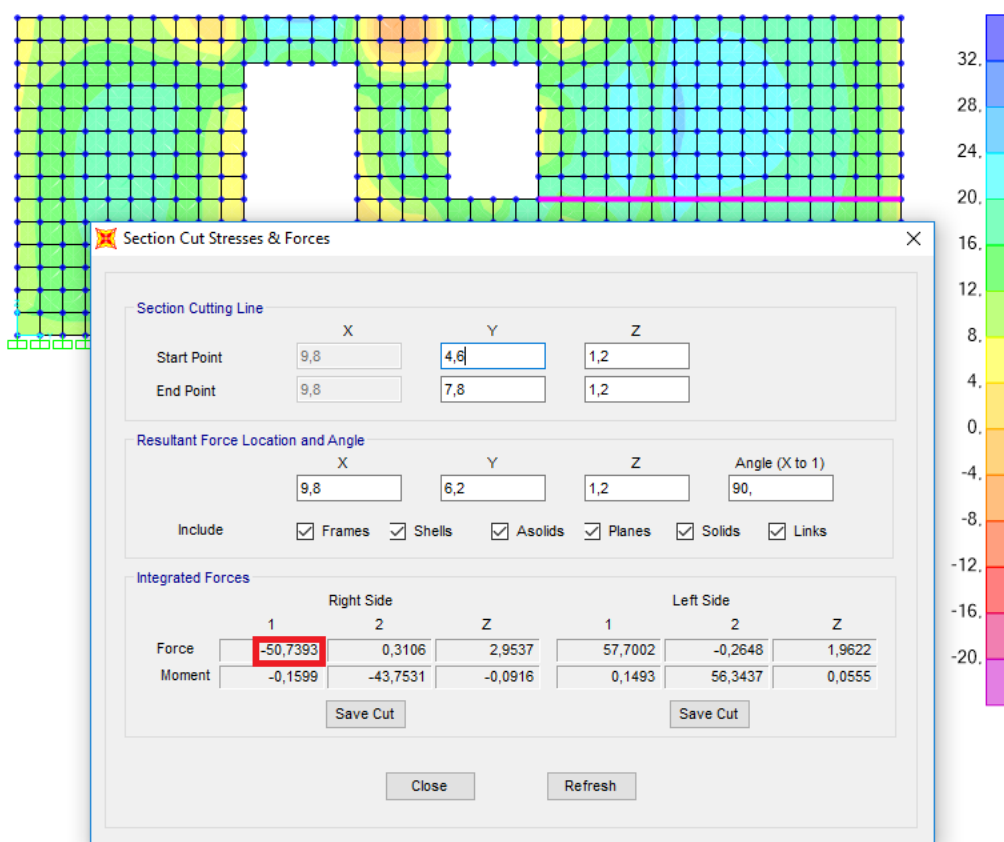 32,
28,
24,
20,
16,
12,
8,
4,
0,
-4,
-8,
-12,
-16,
-20,
Section Cut Stresses & Forces
Section Cutting Line
X Y Z
Start Point 9,8 4,6 1,2
End Point 9,8 7,8 1,2
Resultant Force Location and Angle
X Y Z Angle (X to 1)
9,8 6,2 1,2 90,
Include Frames Shells Asolids Planes Solids Links
Integrated Forces
Right Side Left Side
1 2 Z 1 2 Z
Force -50,7393 0,3106 2,9537 57,7002 -0,2648 1,9622
Moment -0,1599 -43,7531 -0,0916 0,1493 56,3437 0,0555
Save Cut Save Cut
Close Refresh